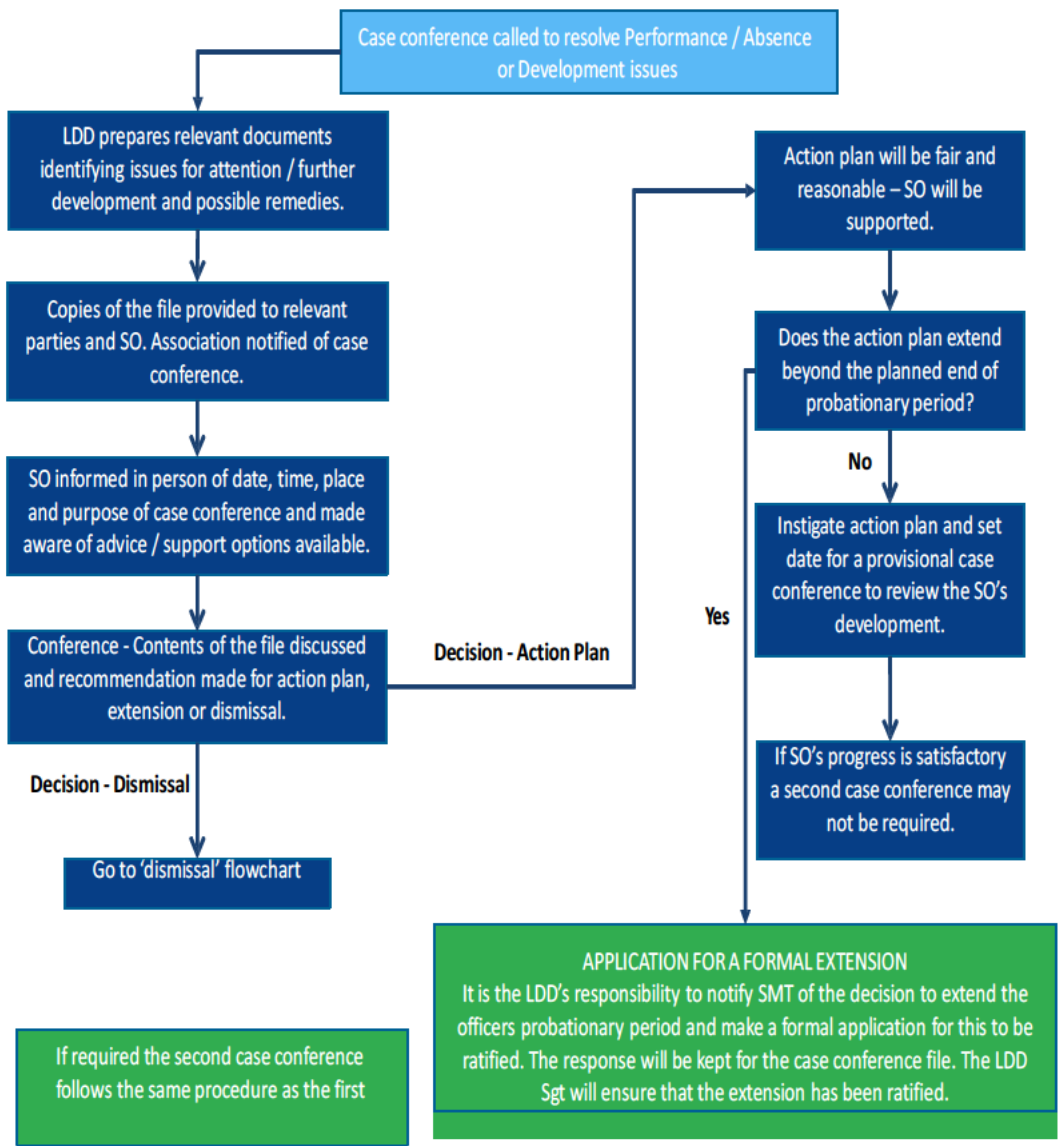 Case conference called to resolve Performance / Absence
or Development issues
LDD prepares relevant documents
identifying issues for attention / further
development and possible remedies.
Copies of the file provided to relevant
parties and SO. Association notified of case
conference.
SO informed in person of date, time, place
and purpose of case conference and made
aware of advice / support options available.
Conference - Contents of the file discussed
and recommendation made for action plan,
extension or dismissal.
Decision - Dismissal
Go to ‘dismissal’ flowchart
Decision - Action Plan
Action plan will be fair and
reasonable – SO will be
supported.
Does the action plan extend
beyond the planned end of
probationary period?
No
Instigate action plan and set
date for a provisional case
conference to review the SO’s
development.
If SO’s progress is satisfactory
a second case conference may
not be required.
Yes
APPLICATION FOR A FORMAL EXTENSION
It is the LDD’s responsibility to notify SMT of the decision to extend the
officers probationary period and make a formal application for this to be
ratified. The response will be kept for the case conference file. The LDD
Sgt will ensure that the extension has been ratified.
If required the second case conference
follows the same procedure as the first